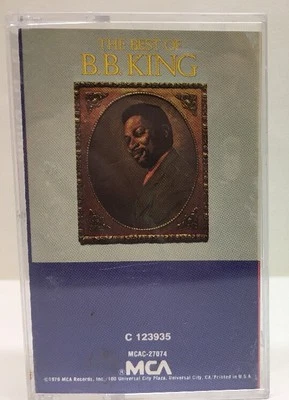 THE BEST OF
B.B. KING
C 123935
MCAC-27074
MCA
©1973 MCA Records, Inc./100 Universal City Plaza, Universal City, CA/Printed in U.S.A.